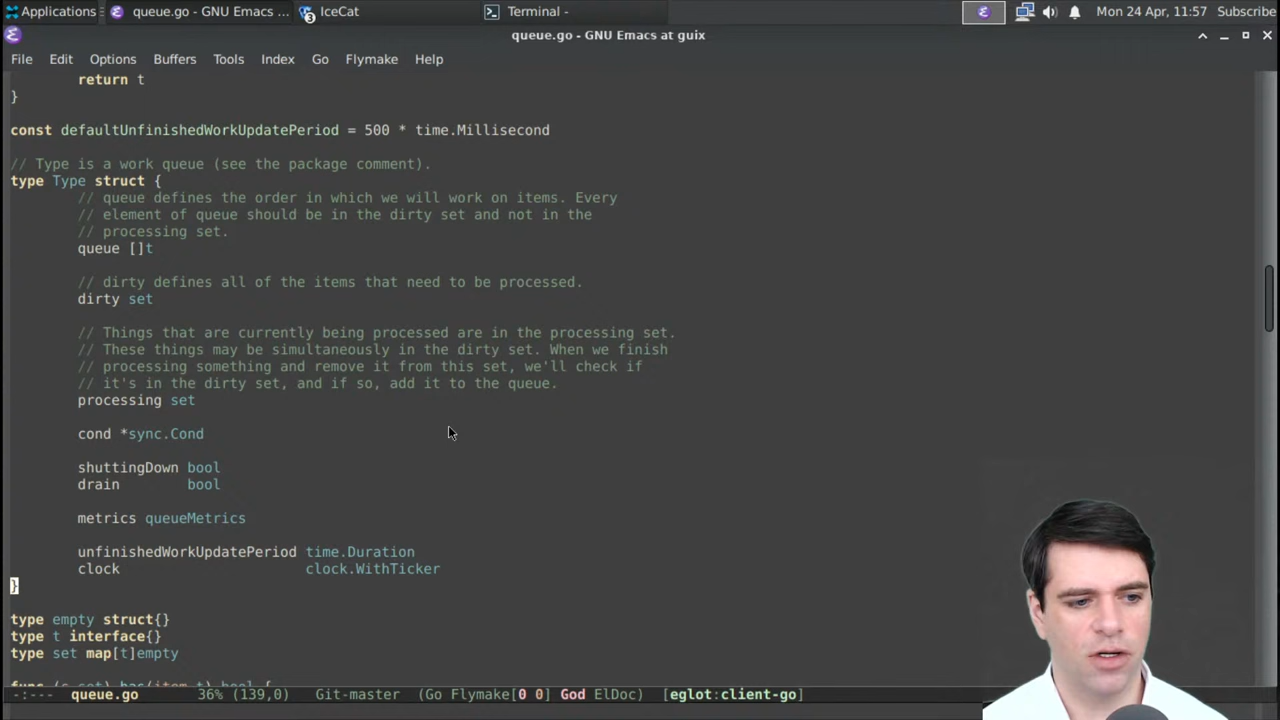 Applications
queue.go - GNU Emacs ...
3
IceCat
Terminal -
Mon 24 Apr, 11:57
Subscribe
queue.go - GNU Emacs at guix
File Edit Options Buffers Tools Index Go Flymake Help
return t
}
const defaultUnfinishedWorkUpdatePeriod = 500 * time.Millisecond
// Type is a work queue (see the package comment).
type Type struct {
// queue defines the order in which we will work on items. Every
// element of queue should be in the dirty set and not in the
// processing set.
queue []t
// dirty defines all of the items that need to be processed.
dirty set
// Things that are currently being processed are in the processing set.
// These things may be simultaneously in the dirty set. When we finish
// processing something and remove it from this set, we'll check if
// it's in the dirty set, and if so, add it to the queue.
processing set
cond *sync.Cond
shuttingDown bool
drain bool
metrics queueMetrics
unfinishedWorkUpdatePeriod time.Duration
clock clock.WithTicker
}
type empty struct{}
type t interface{}
type set map[t]empty
func (s set) has(item t) bool {
-:--- queue.go 36% (139,0) Git-master (Go Flymake[0 0] God ElDoc) [eglot:client-go]